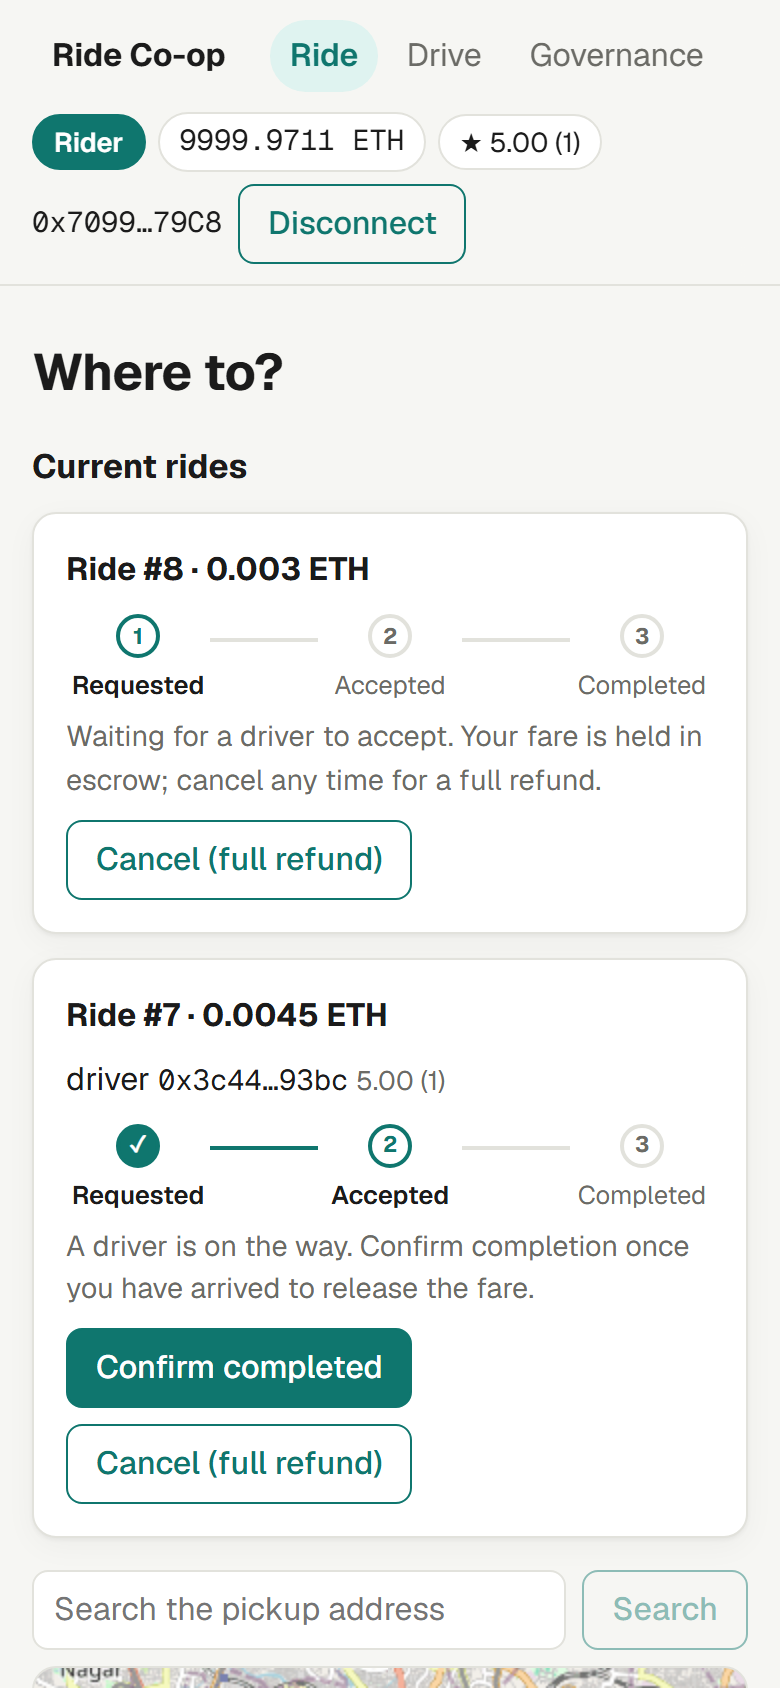 Ride Co-op Ride Drive Governance
Rider 9999.9711 ETH ★ 5.00 (1)
0x7099…79C8 Disconnect
Where to?
Current rides
Ride #8 · 0.003 ETH
1 2 3
Requested Accepted Completed
Waiting for a driver to accept. Your fare is held in
escrow; cancel any time for a full refund.
Cancel (full refund)
Ride #7 · 0.0045 ETH
driver 0x3c44…93bc 5.00 (1)
✓ 2 3
Requested Accepted Completed
A driver is on the way. Confirm completion once
you have arrived to release the fare.
Confirm completed
Cancel (full refund)
Search the pickup address Search
Nagar